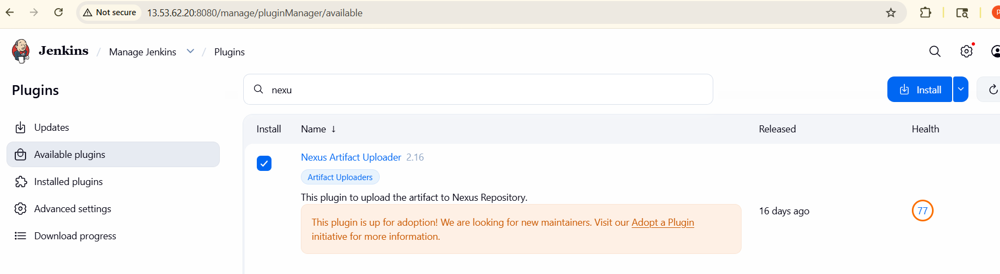 Not secure 13.53.62.20:8080/manage/pluginManager/available
Jenkins / Manage Jenkins / Plugins
Plugins
nexu
Install
Updates
Available plugins
Installed plugins
Advanced settings
Download progress
Install Name ↓ Released Health
Nexus Artifact Uploader 2.16
Artifact Uploaders
This plugin to upload the artifact to Nexus Repository.
This plugin is up for adoption! We are looking for new maintainers. Visit our Adopt a Plugin
initiative for more information.
16 days ago
77